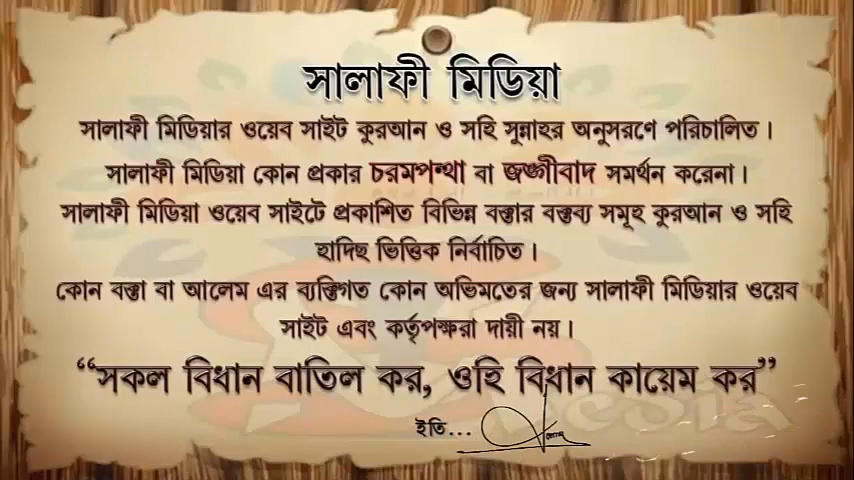 সালাফী মিডিয়া
সালাফী মিডিয়ার ওয়েব সাইট কুরআন ও সহি সুন্নাহর অনুসরণে পরিচালিত।
সালাফী মিডিয়া কোন প্রকার চরমপন্থা বা জঙ্গীবাদ সমর্থন করেনা।
সালাফী মিডিয়া ওয়েব সাইটে প্রকাশিত বিভিন্ন বক্তার বক্তব্য সমূহ কুরআন ও সহি
হাদিছ ভিত্তিক নির্বাচিত।
কোন বক্তা বা আলেম এর ব্যক্তিগত কোন অভিমতের জন্য সালাফী মিডিয়ার ওয়েব
সাইট এবং কর্তৃপক্ষরা দায়ী নয়।
“সকল বিধান বাতিল কর, ওহি বিধান কায়েম কর”
ইতি...